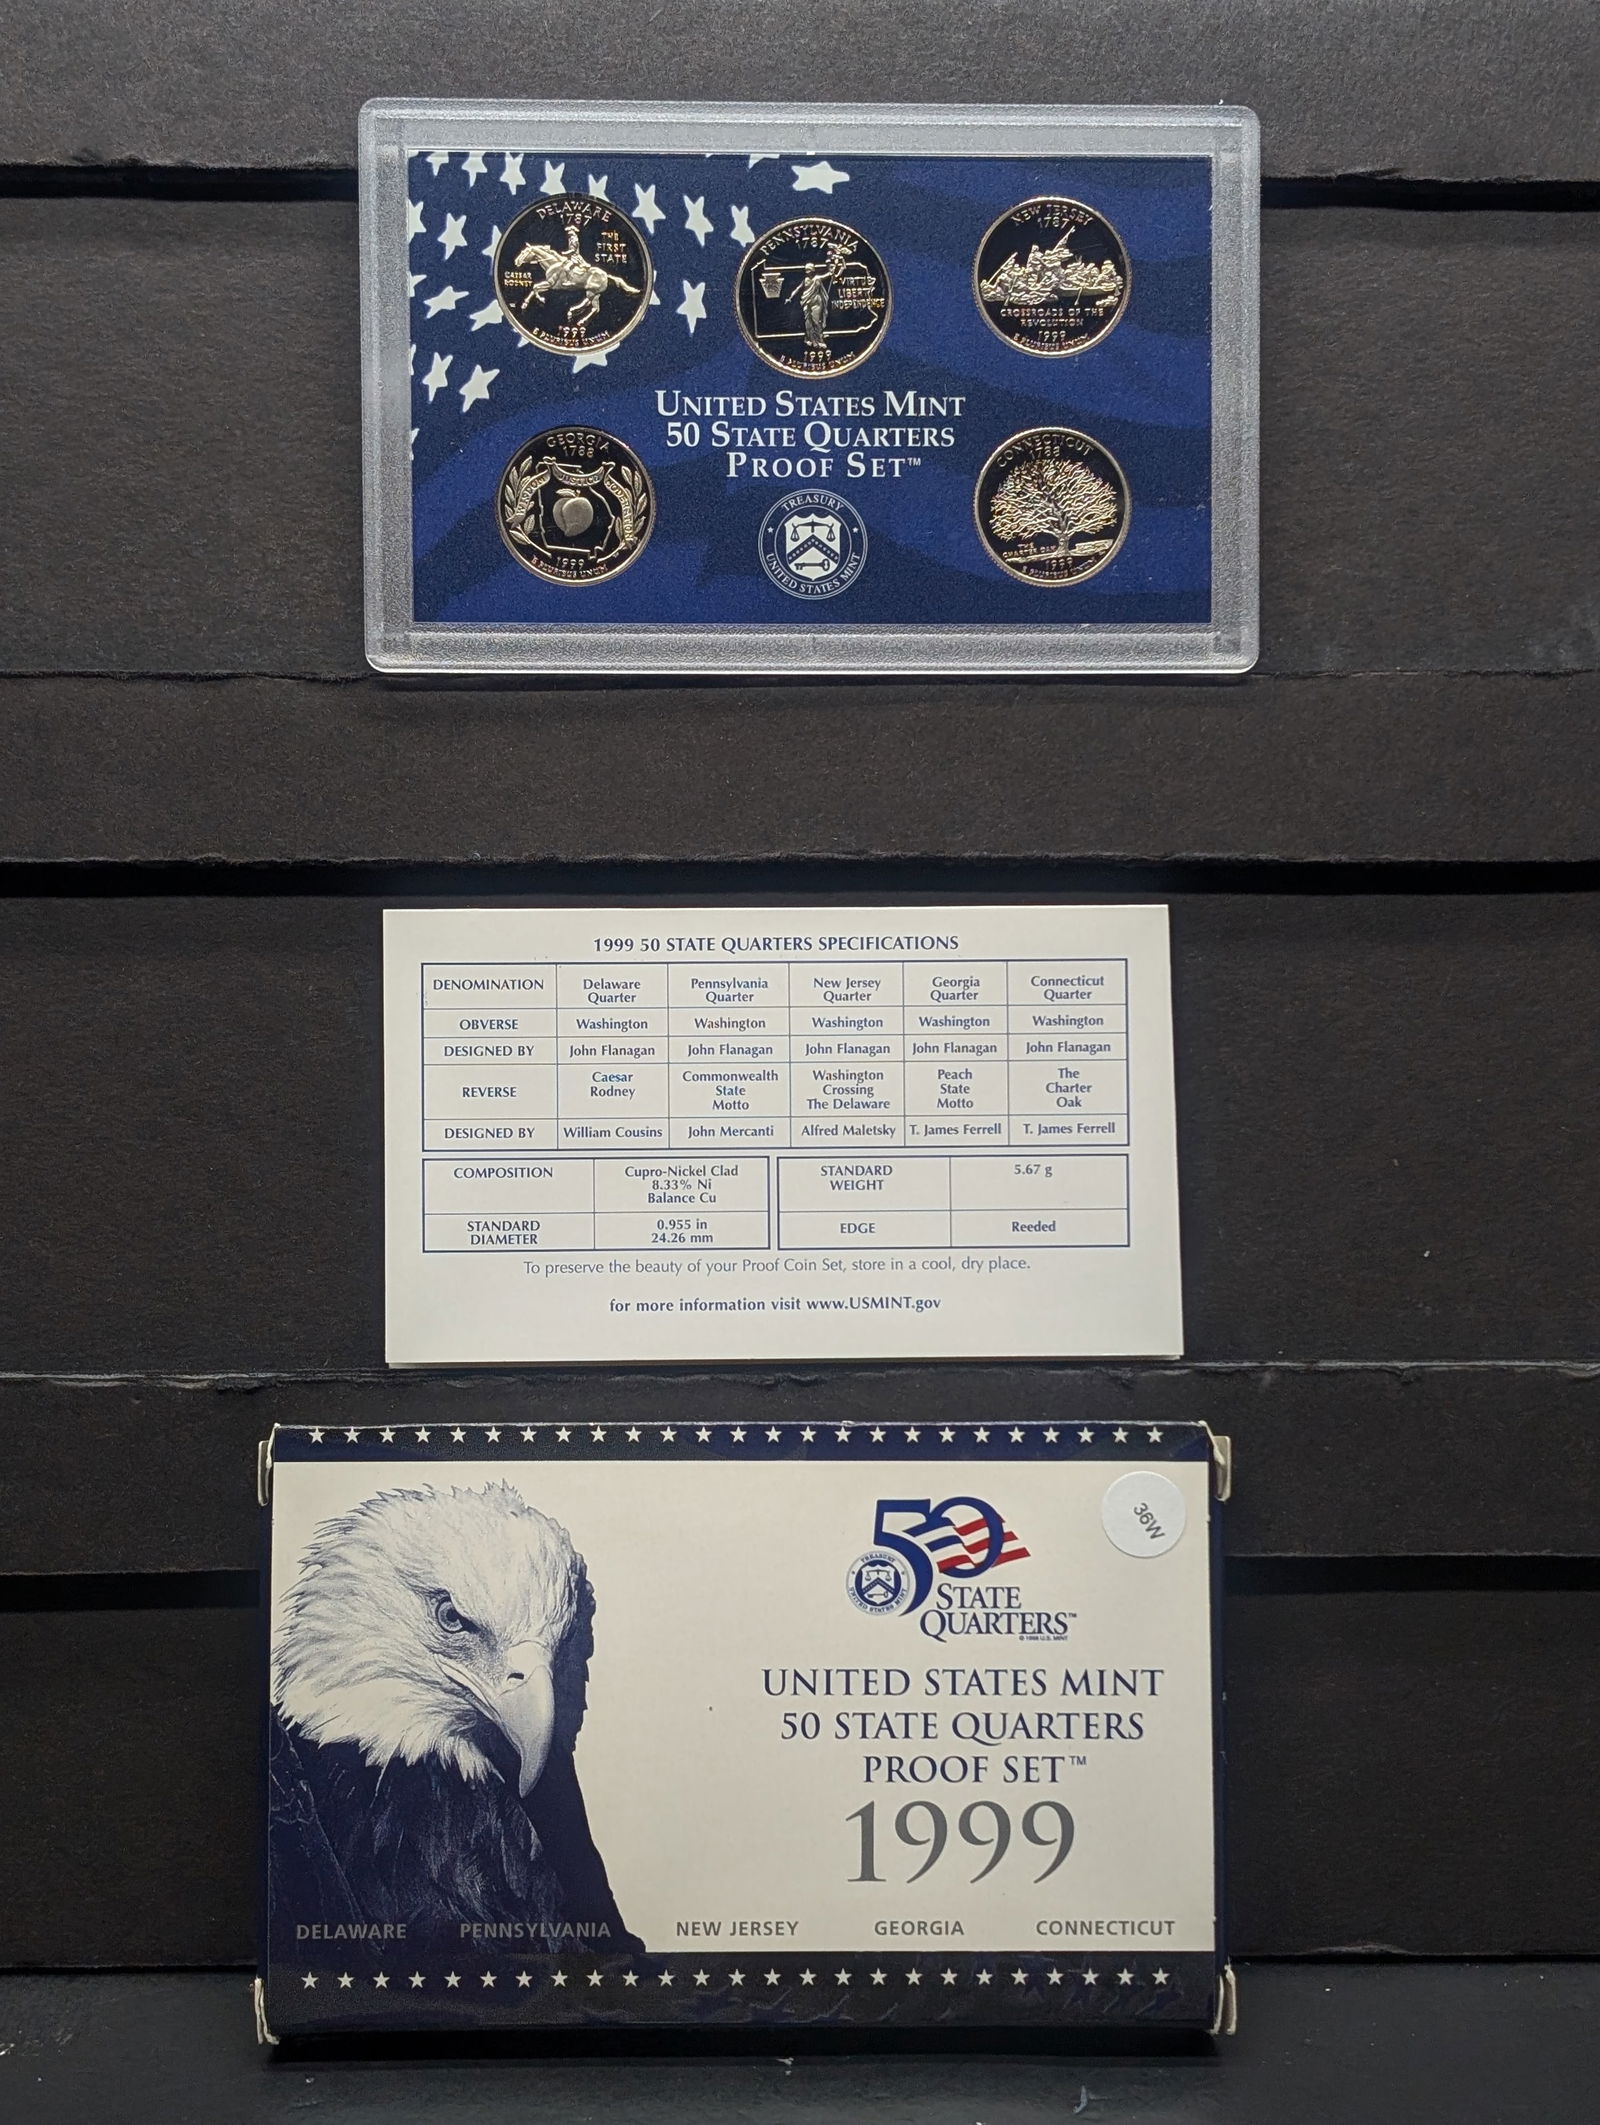 DELAWARE
1787
THE
FIRST
STATE
CAESAR
RODNEY
1999
E PLURIBUS UNUM
PENNSYLVANIA
1787
VIRTUE
LIBERTY
INDEPENDENCE
1999
E PLURIBUS UNUM
NEW JERSEY
1787
CROSSROADS OF THE
REVOLUTION
1999
E PLURIBUS UNUM
UNITED STATES MINT
50 STATE QUARTERS
PROOF SET™
TREASURY
UNITED STATES MINT
GEORGIA
1788
WISDOM JUSTICE MODERATION
1999
E PLURIBUS UNUM
CONNECTICUT
1788
THE
CHARTER OAK
1999
E PLURIBUS UNUM
1999 50 STATE QUARTERS SPECIFICATIONS
DENOMINATION Delaware Quarter Pennsylvania Quarter New Jersey Quarter Georgia Quarter Connecticut Quarter
OBVERSE Washington Washington Washington Washington Washington
DESIGNED BY John Flanagan John Flanagan John Flanagan John Flanagan John Flanagan
REVERSE Caesar Rodney Commonwealth State Motto Washington Crossing The Delaware Peach State Motto The Charter Oak
DESIGNED BY William Cousins John Mercanti Alfred Maletsky T. James Ferrell T. James Ferrell
COMPOSITION Cupro-Nickel Clad 8.33% Ni Balance Cu STANDARD WEIGHT 5.67 g
STANDARD DIAMETER 0.955 in 24.26 mm EDGE Reeded
To preserve the beauty of your Proof Coin Set, store in a cool, dry place.
for more information visit www.USMINT.gov
36W
50
TREASURY
UNITED STATES MINT
STATE
QUARTERS™
© 1998 U.S. MINT
UNITED STATES MINT
50 STATE QUARTERS
PROOF SET™
1999
DELAWARE PENNSYLVANIA NEW JERSEY GEORGIA CONNECTICUT